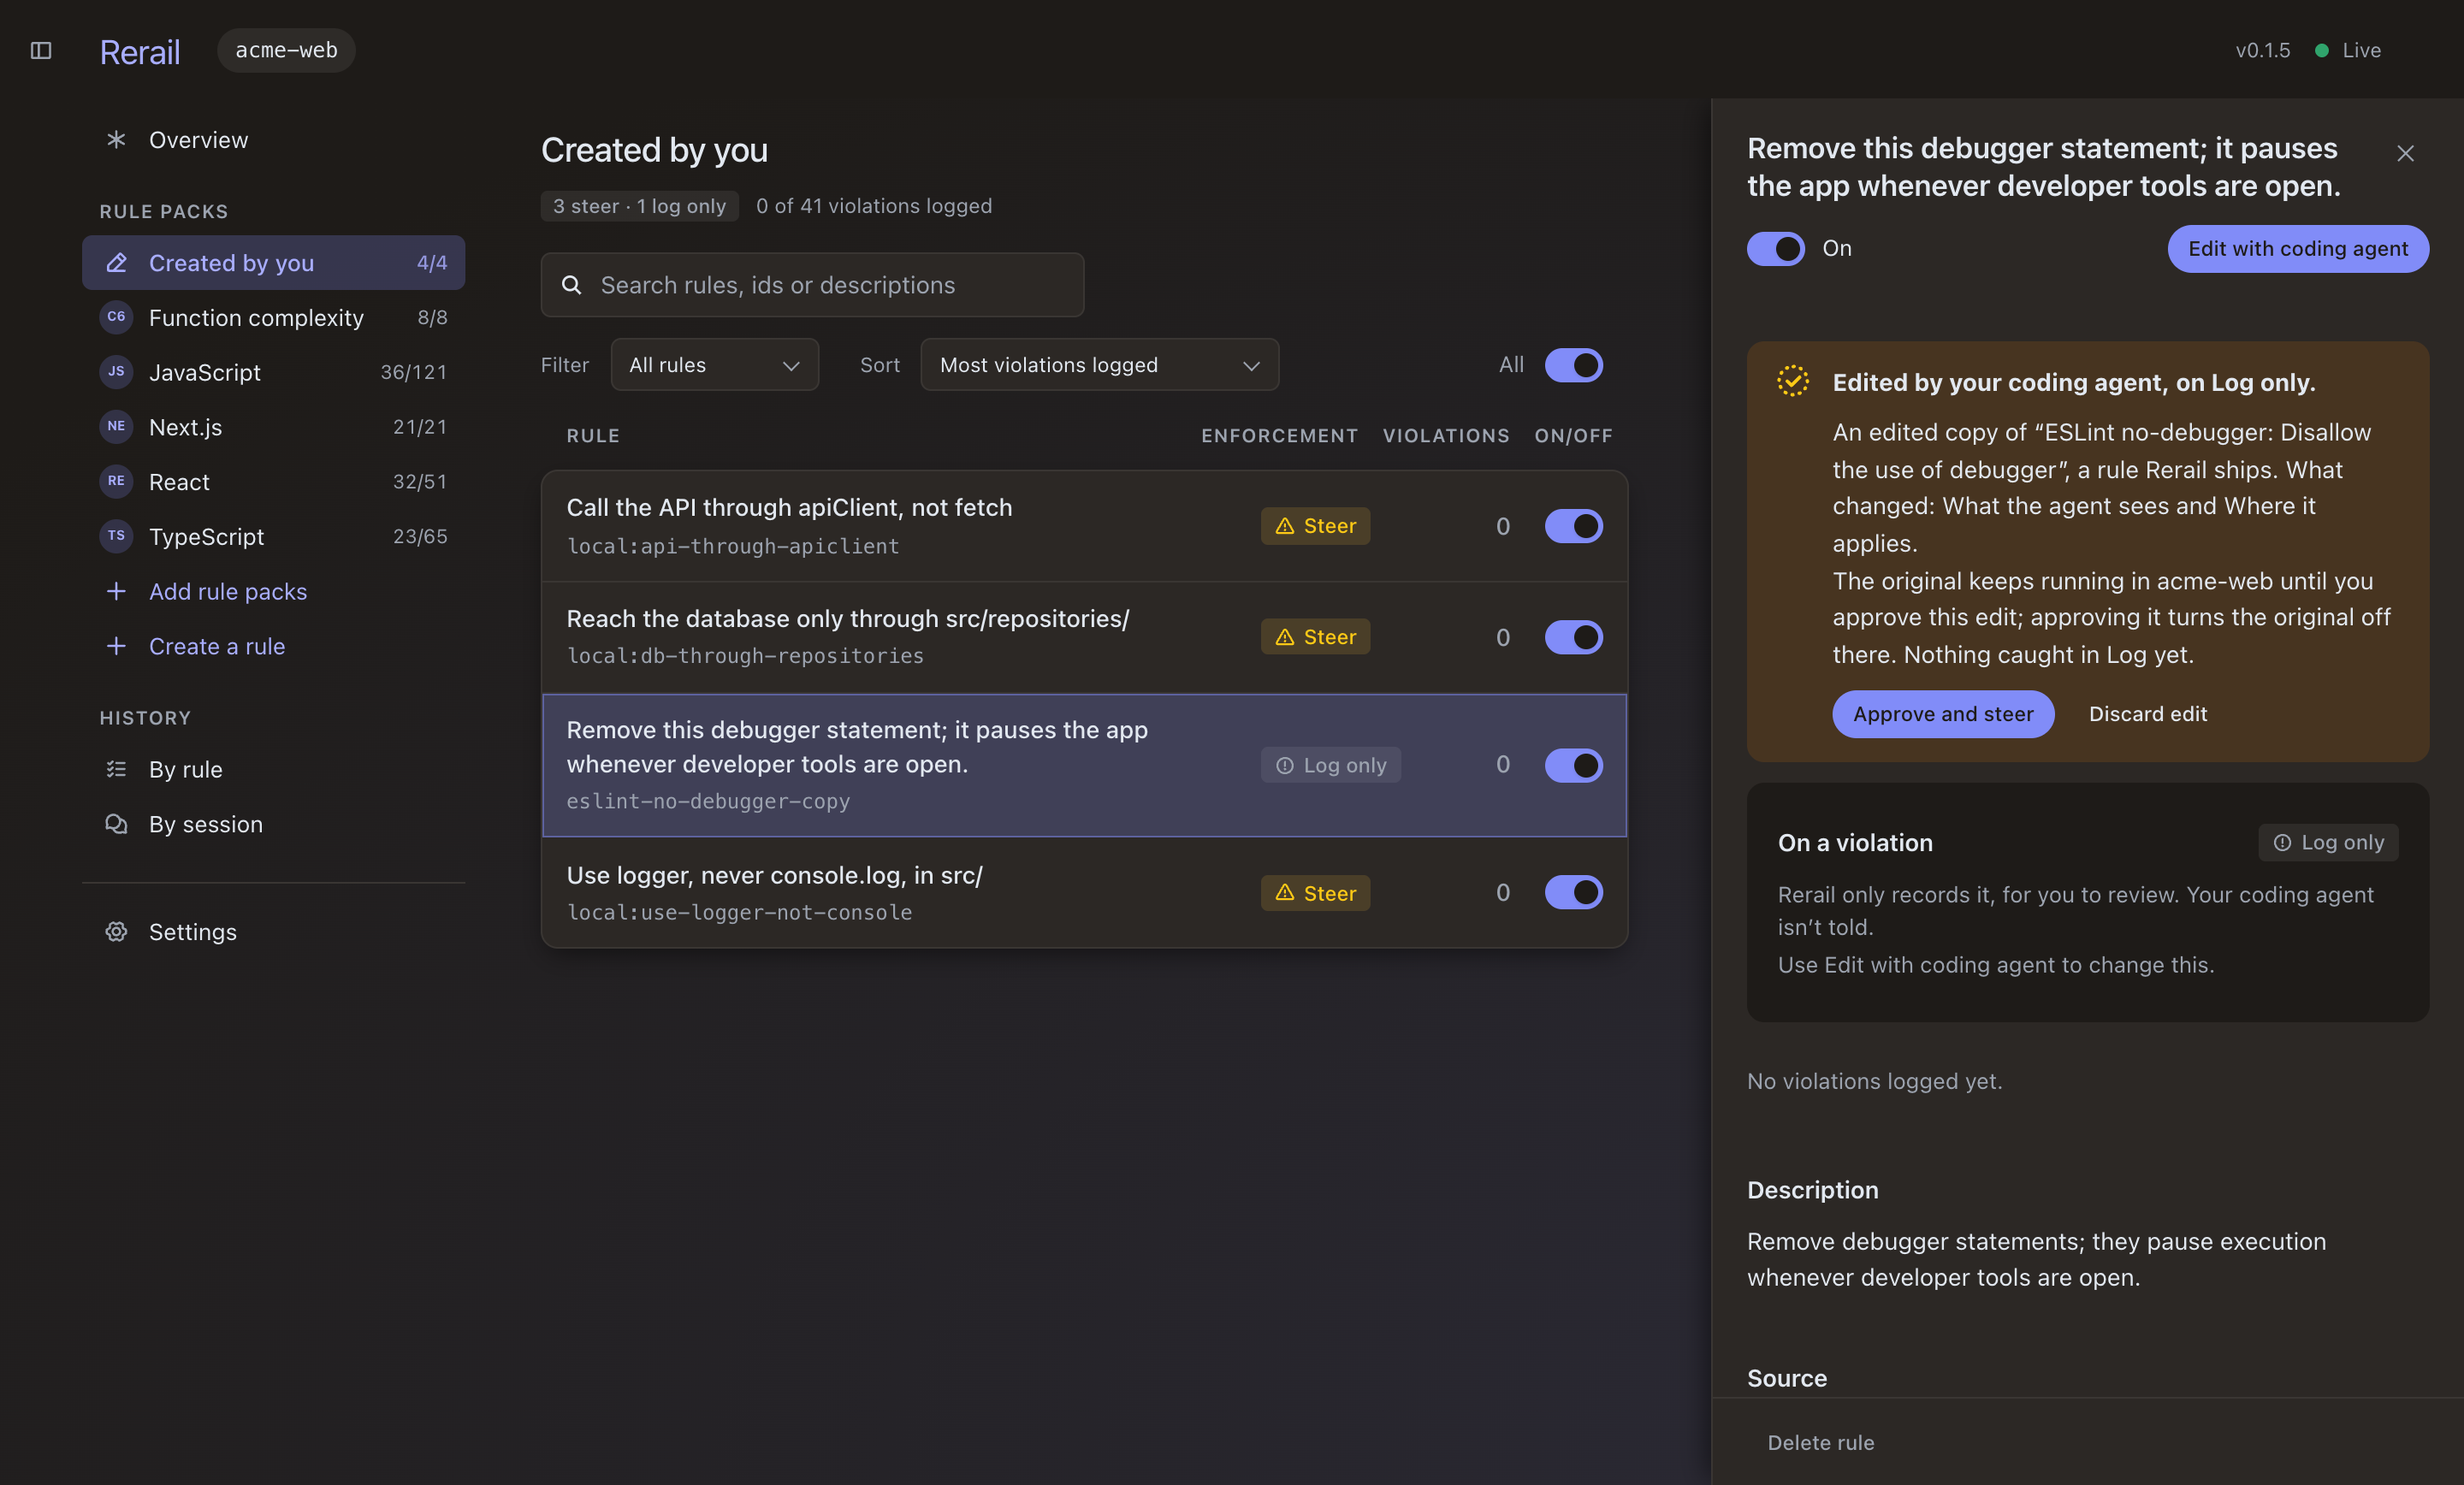 Rerail
acme-web
v0.1.5
Live
Overview
RULE PACKS
Created by you 4/4
C6 Function complexity 8/8
JS JavaScript 36/121
NE Next.js 21/21
RE React 32/51
TS TypeScript 23/65
Add rule packs
Create a rule
HISTORY
By rule
By session
Settings
Created by you
3 steer · 1 log only
0 of 41 violations logged
Search rules, ids or descriptions
Filter
All rules
Sort
Most violations logged
All
RULE ENFORCEMENT VIOLATIONS ON/OFF
Call the API through apiClient, not fetch
local:api-through-apiclient
Steer
0
Reach the database only through src/repositories/
local:db-through-repositories
Steer
0
Remove this debugger statement; it pauses the app
whenever developer tools are open.
eslint-no-debugger-copy
Log only
0
Use logger, never console.log, in src/
local:use-logger-not-console
Steer
0
Remove this debugger statement; it pauses
the app whenever developer tools are open.
On
Edit with coding agent
Edited by your coding agent, on Log only.
An edited copy of “ESLint no-debugger: Disallow
the use of debugger”, a rule Rerail ships. What
changed: What the agent sees and Where it
applies.
The original keeps running in acme-web until you
approve this edit; approving it turns the original off
there. Nothing caught in Log yet.
Approve and steer
Discard edit
On a violation
Log only
Rerail only records it, for you to review. Your coding agent
isn’t told.
Use Edit with coding agent to change this.
No violations logged yet.
Description
Remove debugger statements; they pause execution
whenever developer tools are open.
Source
Delete rule